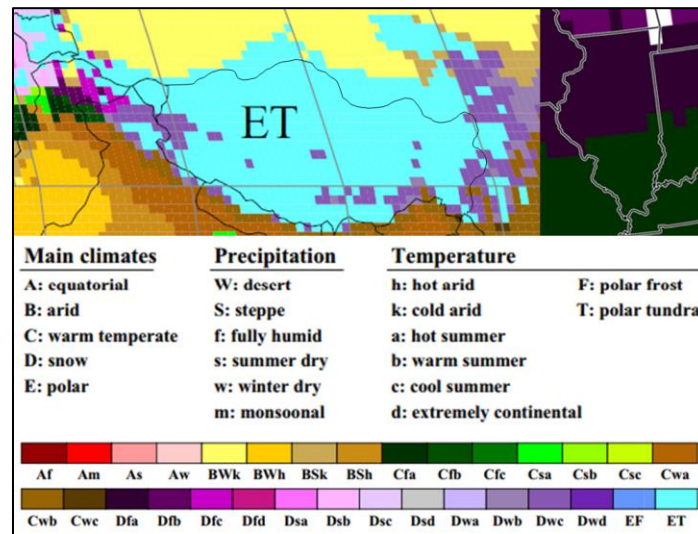 ET
Main climates Precipitation Temperature
A: equatorial W: desert h: hot arid F: polar frost
B: arid S: steppe k: cold arid T: polar tundra
C: warm temperate f: fully humid a: hot summer
D: snow s: summer dry b: warm summer
E: polar w: winter dry c: cool summer
m: monsoonal d: extremely continental
Af Am As Aw BWk BWh BSk BSh Cfa Cfb Cfc Csa Csb Csc Cwa
Cwb Cwc Dfa Dfb Dfc Dfd Dsa Dsb Dsc Dsd Dwa Dwb Dwc Dwd EF ET